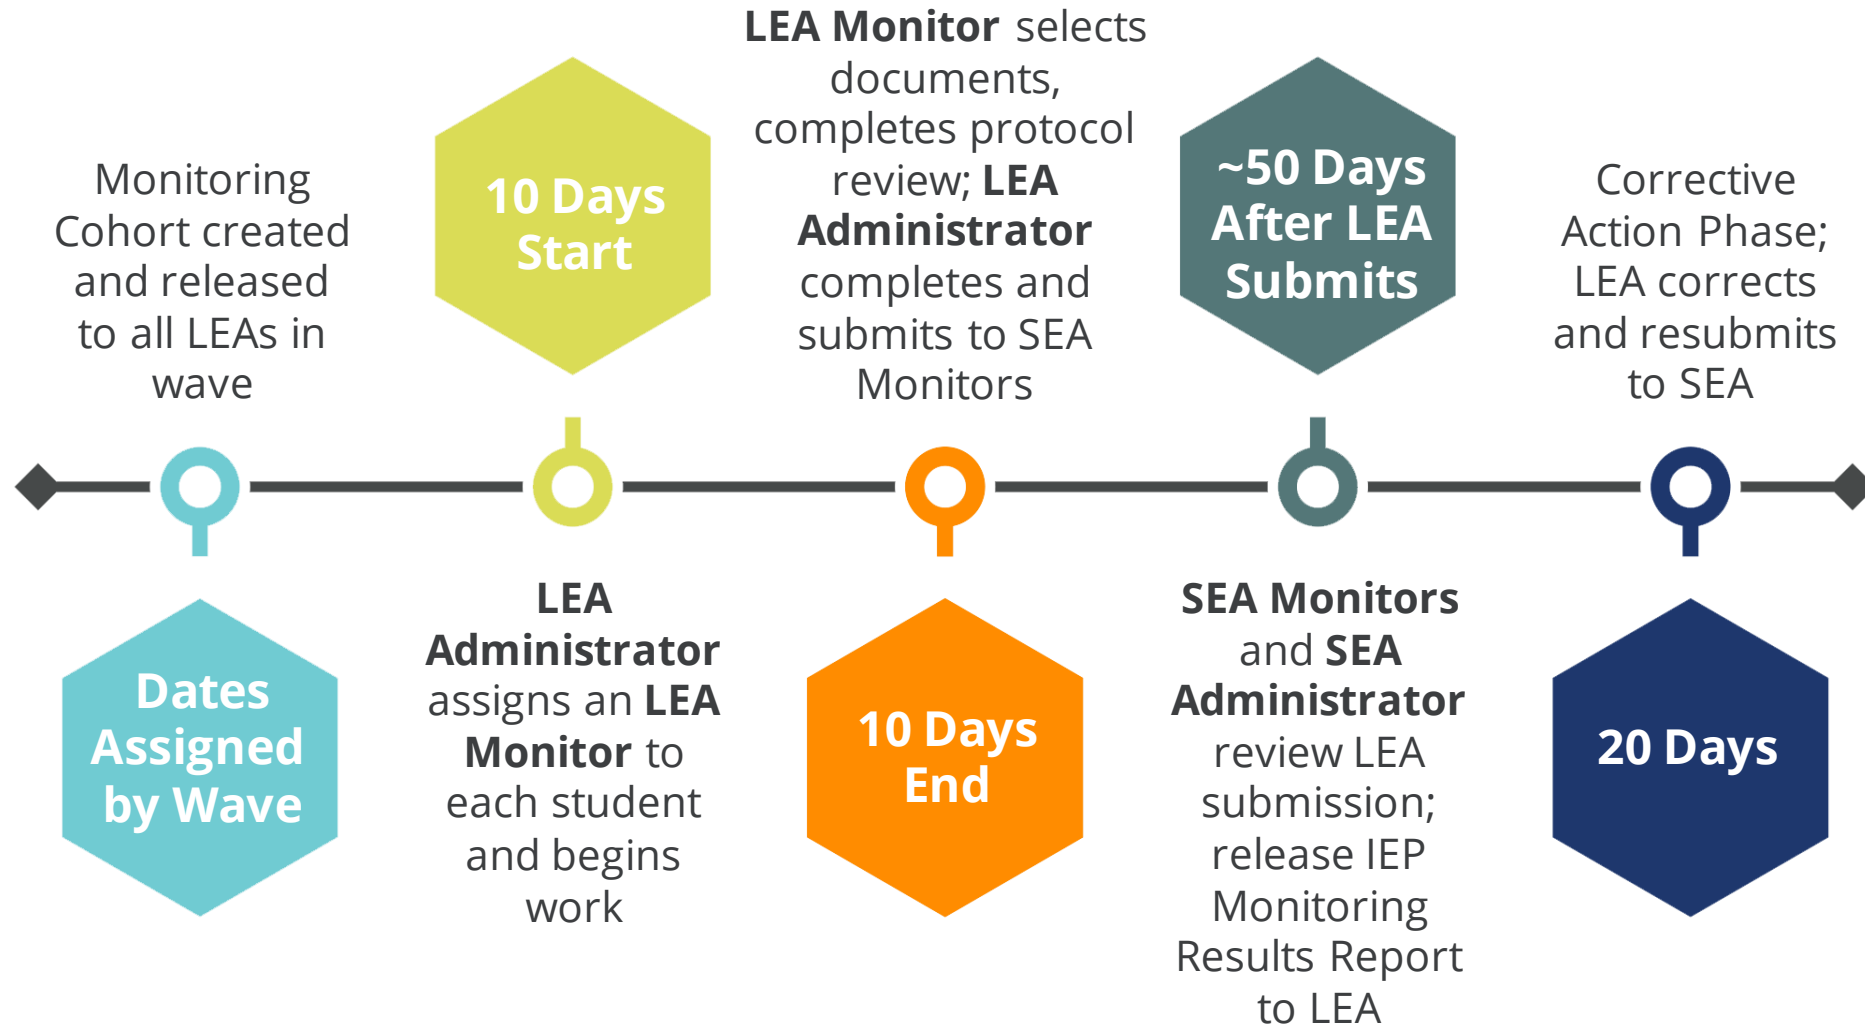 Monitoring
Cohort created
and released
to all LEAs in
wave
Dates
Assigned
by Wave
10 Days
Start
LEA
Administrator
assigns an LEA
Monitor to
each student
and begins
work
LEA Monitor selects
documents,
completes protocol
review; LEA
Administrator
completes and
submits to SEA
Monitors
10 Days
End
~50 Days
After LEA
Submits
SEA Monitors
and SEA
Administrator
review LEA
submission;
release IEP
Monitoring
Results Report
to LEA
Corrective
Action Phase;
LEA corrects
and resubmits
to SEA
20 Days